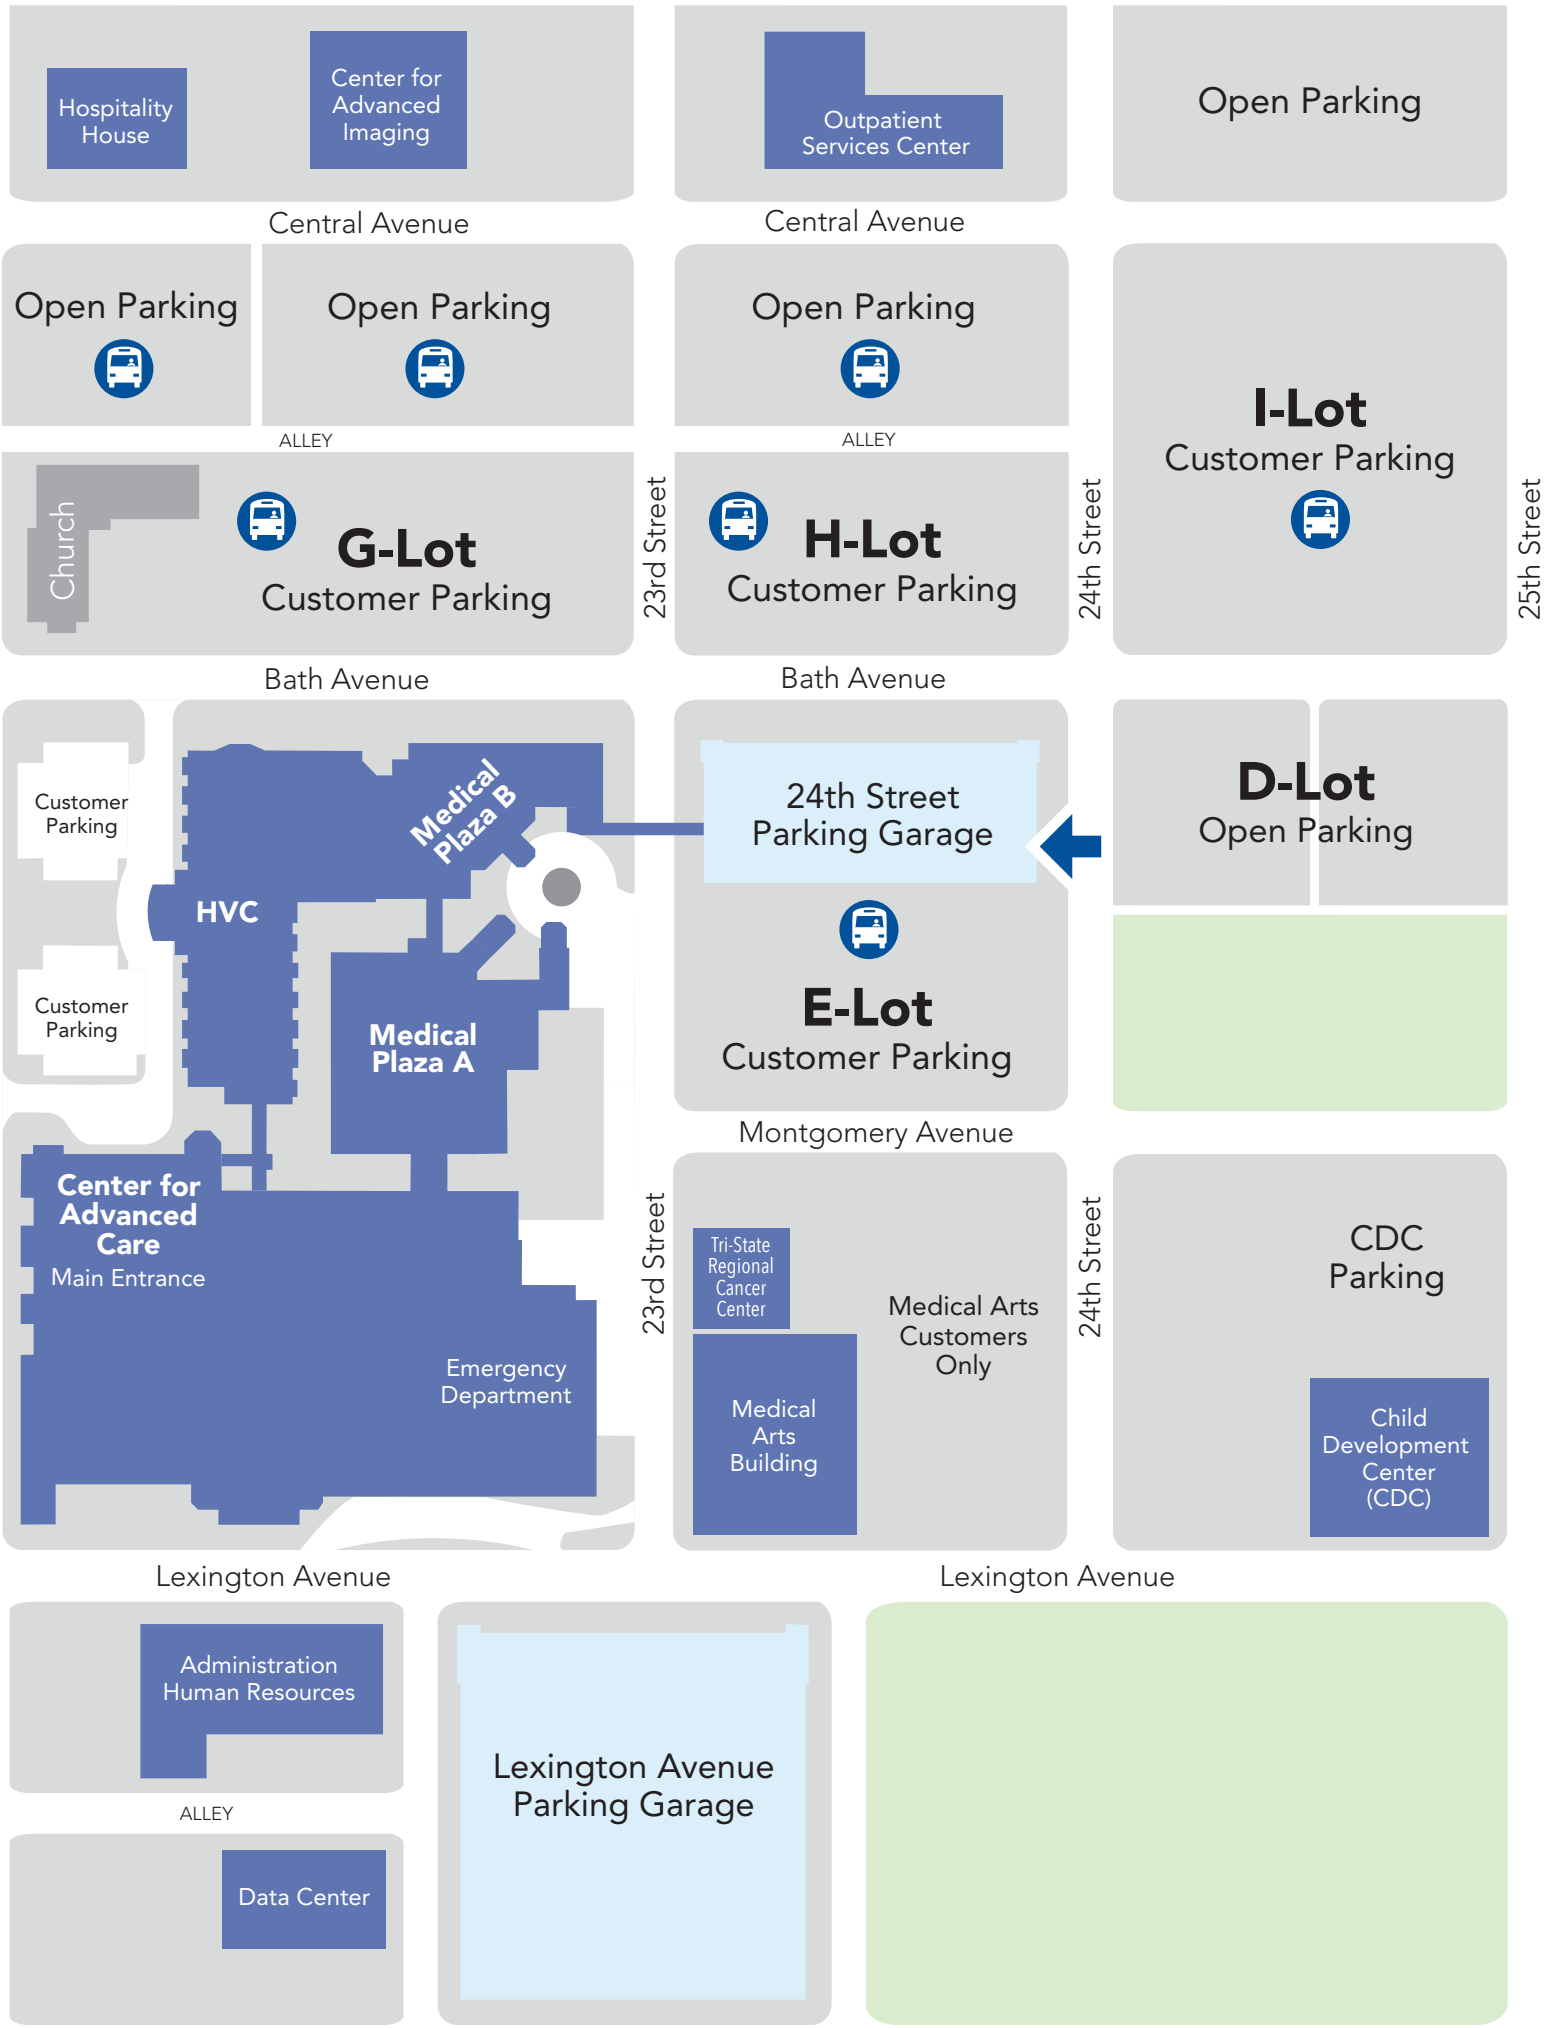 Hospitality
House
Center for
Advanced
Imaging
Outpatient
Services Center
Open Parking
Central Avenue
Central Avenue
Open Parking
Open Parking
Open Parking
I-Lot
Customer Parking
ALLEY
ALLEY
Church
G-Lot
Customer Parking
23rd Street
H-Lot
Customer Parking
24th Street
25th Street
Bath Avenue
Bath Avenue
Customer
Parking
Medical
Plaza B
24th Street
Parking Garage
D-Lot
Open Parking
HVC
Customer
Parking
Medical
Plaza A
E-Lot
Customer Parking
Montgomery Avenue
Center for
Advanced
Care
Main Entrance
23rd Street
Tri-State
Regional
Cancer
Center
Medical Arts
Customers
Only
24th Street
CDC
Parking
Emergency
Department
Medical
Arts
Building
Child
Development
Center
(CDC)
Lexington Avenue
Lexington Avenue
Administration
Human Resources
Lexington Avenue
Parking Garage
ALLEY
Data Center